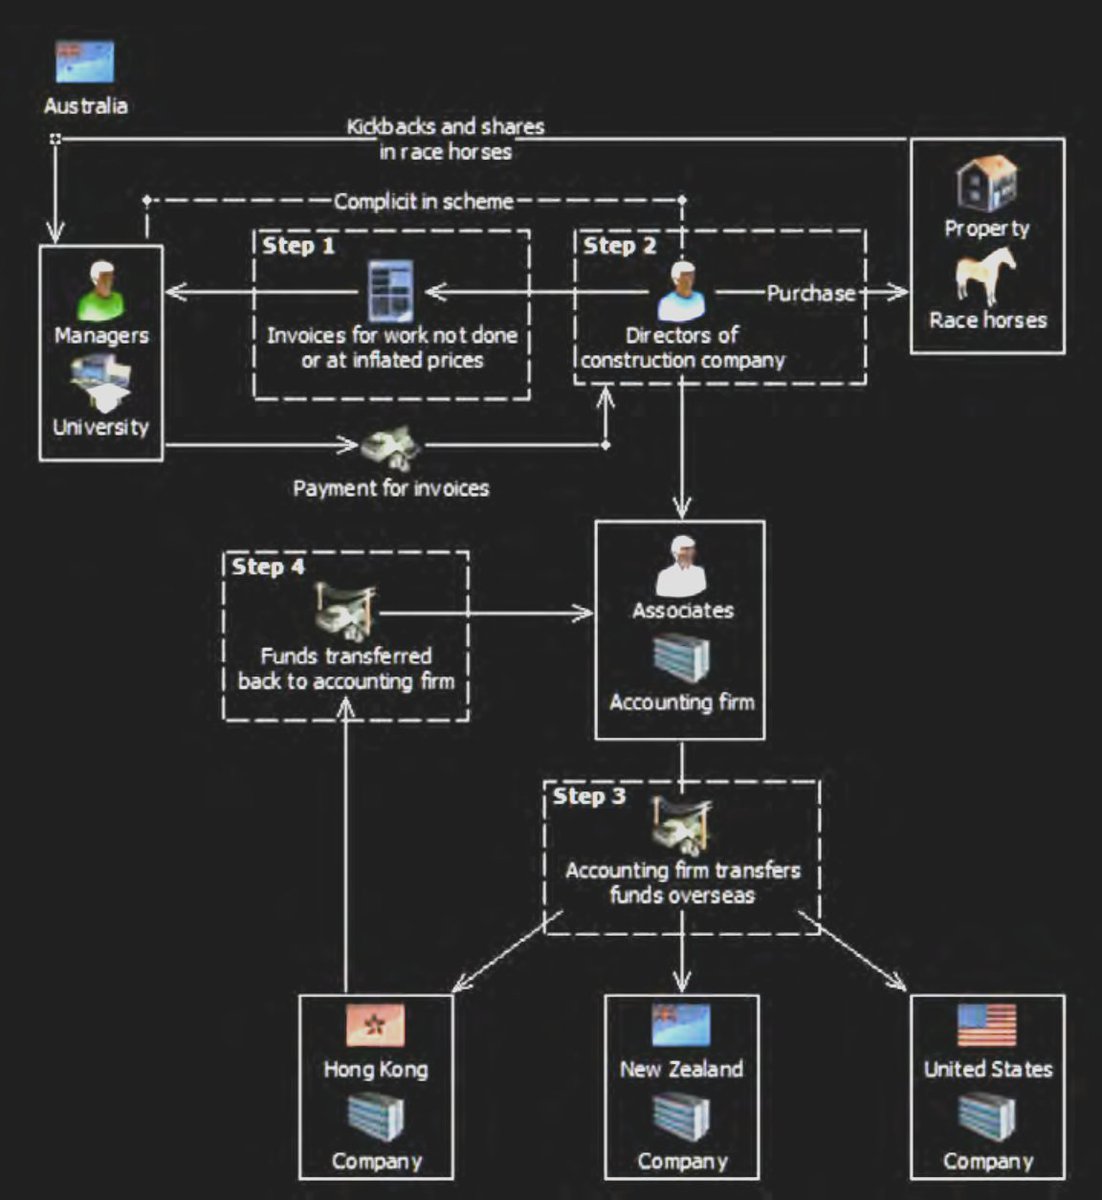 Australia
Kickbacks and shares
in race horses
Complicit in scheme
Step 1
Step 2
Property
Purchase
Race horses
Managers
Invoices for work not done
or at inflated prices
Directors of
construction company
University
Payment for invoices
Step 4
Associates
Funds transferred
back to accounting firm
Accounting firm
Step 3
Accounting firm transfers
funds overseas
Hong Kong
New Zealand
United States
Company
Company
Company